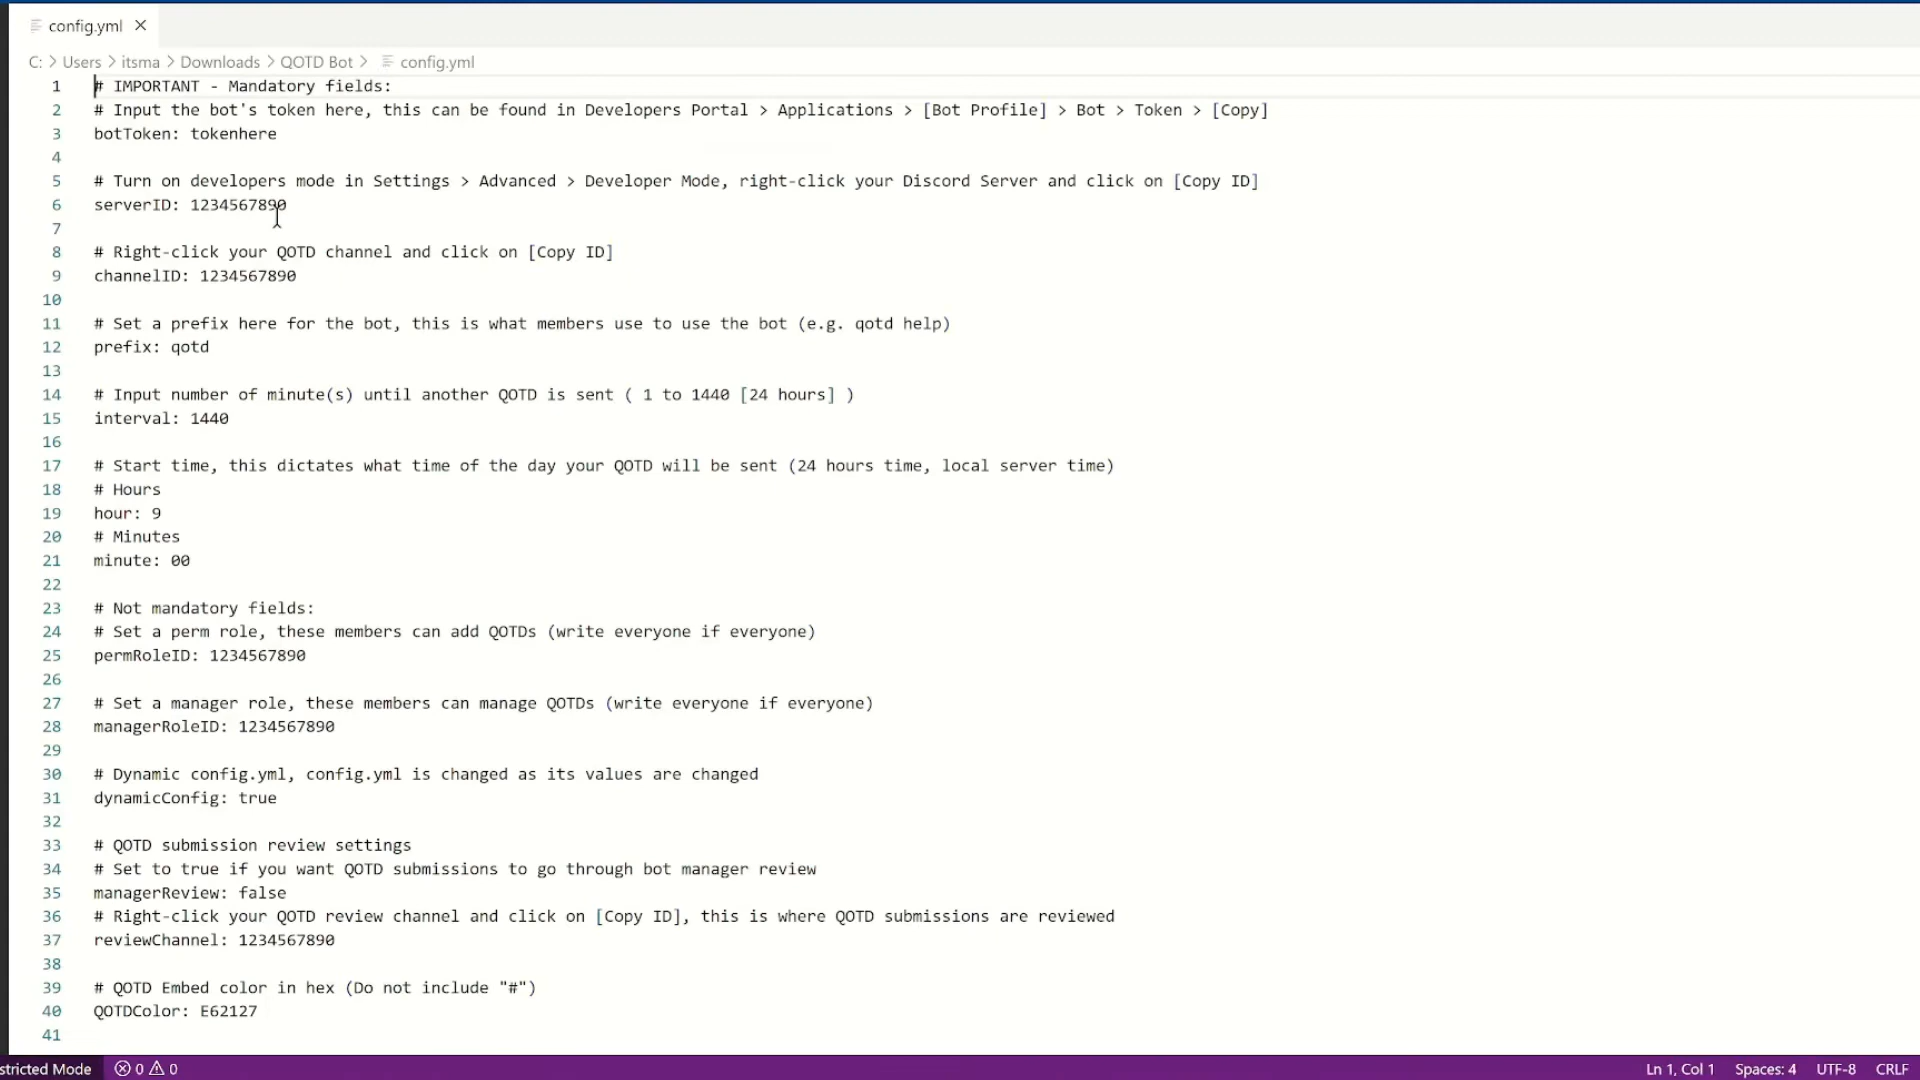 config.yml
C: > Users > itsma > Downloads > QOTD Bot > config.yml
1 # IMPORTANT - Mandatory fields:
2 # Input the bot's token here, this can be found in Developers Portal > Applications > [Bot Profile] > Bot > Token > [Copy]
3 botToken: tokenhere
4
5 # Turn on developers mode in Settings > Advanced > Developer Mode, right-click your Discord Server and click on [Copy ID]
6 serverID: 1234567890
7
8 # Right-click your QOTD channel and click on [Copy ID]
9 channelID: 1234567890
10
11 # Set a prefix here for the bot, this is what members use to use the bot (e.g. qotd help)
12 prefix: qotd
13
14 # Input number of minute(s) until another QOTD is sent ( 1 to 1440 [24 hours] )
15 interval: 1440
16
17 # Start time, this dictates what time of the day your QOTD will be sent (24 hours time, local server time)
18 # Hours
19 hour: 9
20 # Minutes
21 minute: 00
22
23 # Not mandatory fields:
24 # Set a perm role, these members can add QOTDs (write everyone if everyone)
25 permRoleID: 1234567890
26
27 # Set a manager role, these members can manage QOTDs (write everyone if everyone)
28 managerRoleID: 1234567890
29
30 # Dynamic config.yml, config.yml is changed as its values are changed
31 dynamicConfig: true
32
33 # QOTD submission review settings
34 # Set to true if you want QOTD submissions to go through bot manager review
35 managerReview: false
36 # Right-click your QOTD review channel and click on [Copy ID], this is where QOTD submissions are reviewed
37 reviewChannel: 1234567890
38
39 # QOTD Embed color in hex (Do not include "#")
40 QOTDColor: E62127
41
stricted Mode 0 0 Ln 1, Col 1 Spaces: 4 UTF-8 CRLF